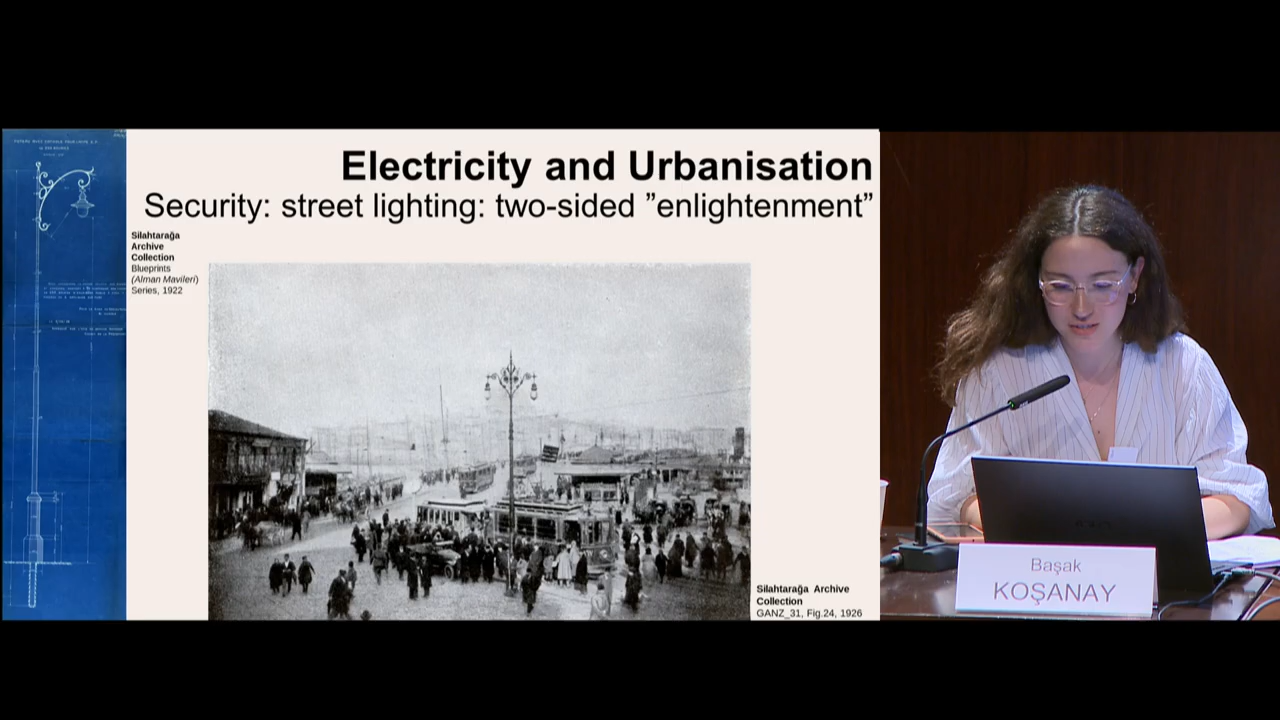 Electricity and Urbanisation
Security: street lighting: two-sided ”enlightenment”
Silahtarağa
Archive
Collection
Blueprints
(Alman Mavileri)
Series, 1922
Silahtarağa Archive
Collection
GANZ_31, Fig.24, 1926
Başak
KOŞANAY